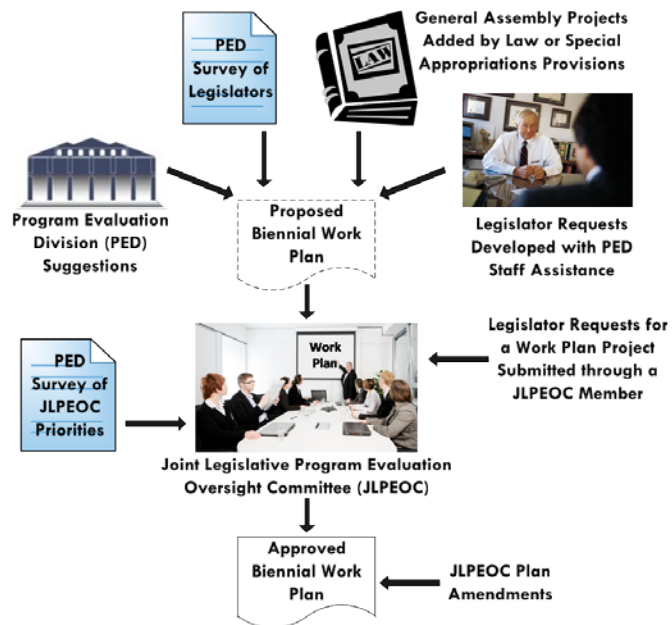 PED
Survey of
Legislators
General Assembly Projects
Added by Law or Special
Appropriations Provisions
LAW
Program Evaluation
Division (PED)
Suggestions
Proposed
Biennial Work
Plan
Legislator Requests
Developed with PED
Staff Assistance
PED
Survey of
JLPEOC
Priorities
Work
Plan
Legislator Requests for
a Work Plan Project
Submitted through a
JLPEOC Member
Joint Legislative Program Evaluation
Oversight Committee (JLPEOC)
Approved
Biennial Work
Plan
JLPEOC Plan
Amendments